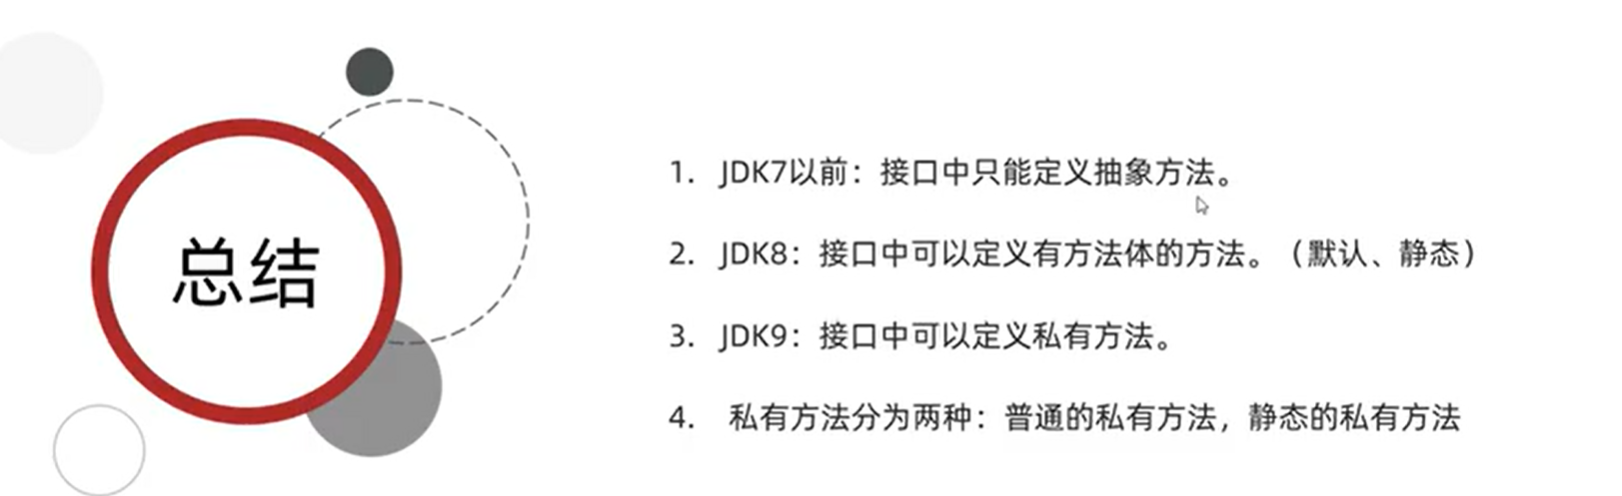 总结
1. JDK7以前：接口中只能定义抽象方法。
2. JDK8：接口中可以定义有方法体的方法。（默认、静态）
3. JDK9：接口中可以定义私有方法。
4. 私有方法分为两种：普通的私有方法，静态的私有方法